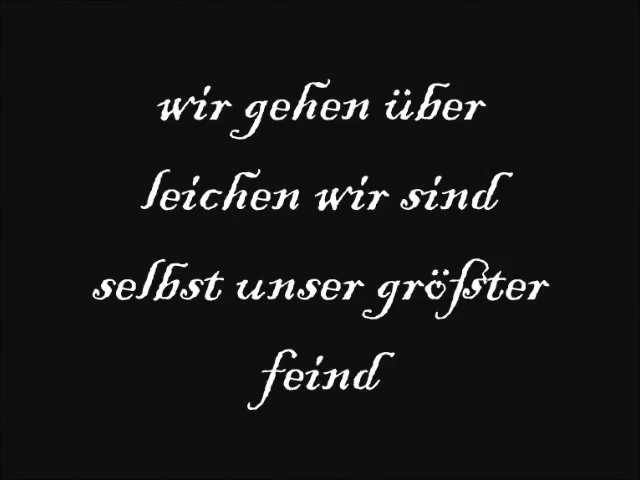 wir gehen über
leichen wir sind
selbst unser größter
feind